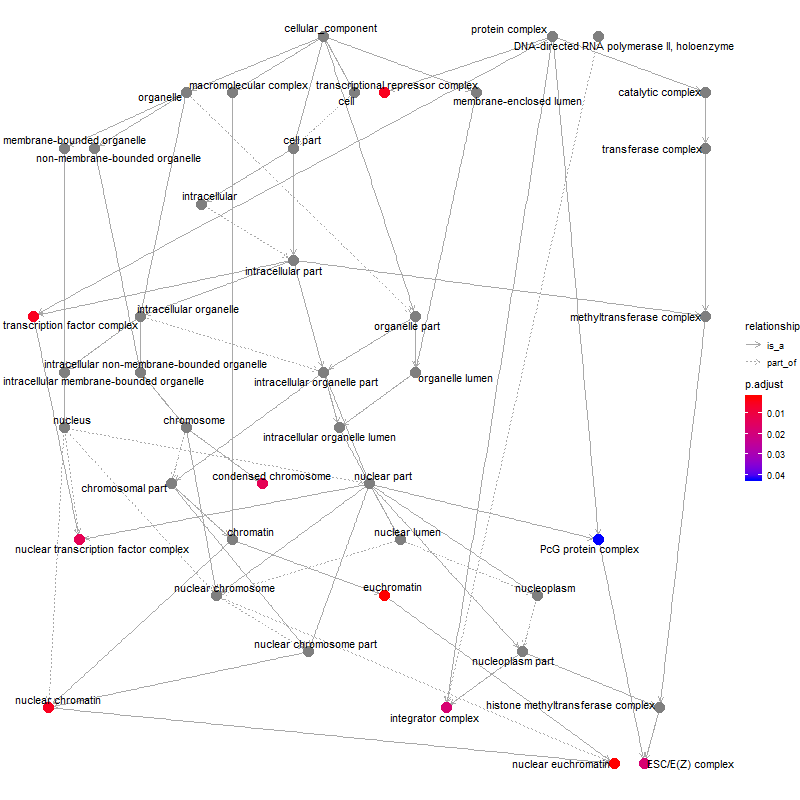 cellular_component
protein complex
DNA-directed RNA polymerase II, holoenzyme
macromolecular complex
transcriptional repressor complex
organelle
cell
membrane-enclosed lumen
catalytic complex
membrane-bounded organelle
cell part
transferase complex
non-membrane-bounded organelle
intracellular
intracellular part
intracellular organelle
transcription factor complex
organelle part
methyltransferase complex
relationship
is_a
part_of
p.adjust
0.01
0.02
0.03
0.04
intracellular non-membrane-bounded organelle
intracellular membrane-bounded organelle
intracellular organelle part
organelle lumen
nucleus
chromosome
intracellular organelle lumen
condensed chromosome
nuclear part
chromosomal part
chromatin
nuclear lumen
nuclear transcription factor complex
PcG protein complex
nuclear chromosome
euchromatin
nucleoplasm
nuclear chromosome part
nucleoplasm part
nuclear chromatin
integrator complex
histone methyltransferase complex
nuclear euchromatin
ESC/E(Z) complex